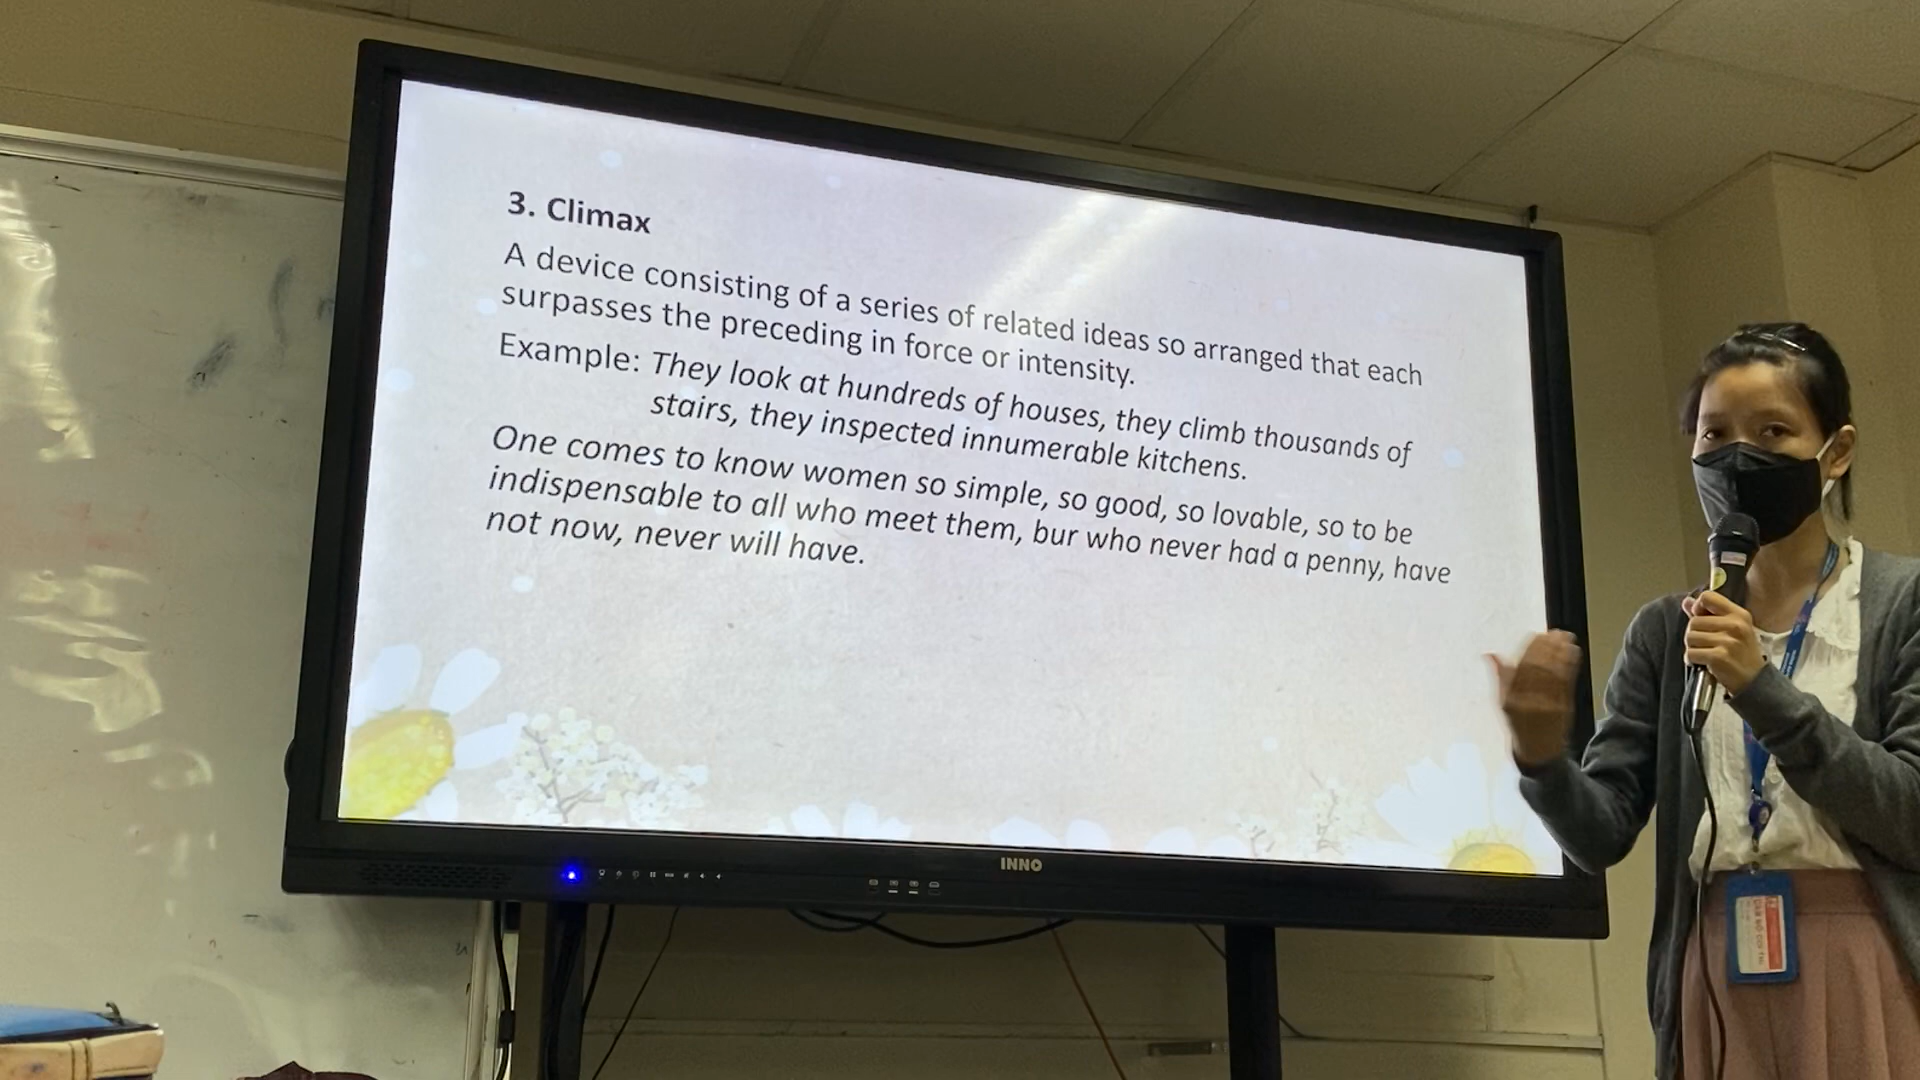 3. Climax
A device consisting of a series of related ideas so arranged that each
surpasses the preceding in force or intensity.
Example: They look at hundreds of houses, they climb thousands of
stairs, they inspected innumerable kitchens.
One comes to know women so simple, so good, so lovable, so to be
indispensable to all who meet them, bur who never had a penny, have
not now, never will have.
INNO